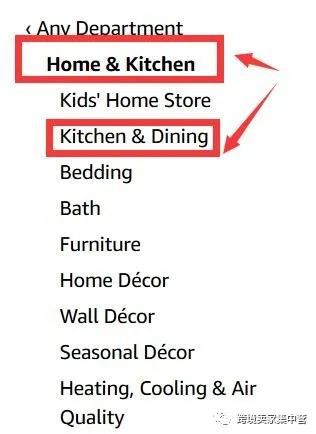 ‹ Any Department
Home & Kitchen
Kids' Home Store
Kitchen & Dining
Bedding
Bath
Furniture
Home Décor
Wall Décor
Seasonal Décor
Heating, Cooling & Air
Quality
跨境卖家集中营